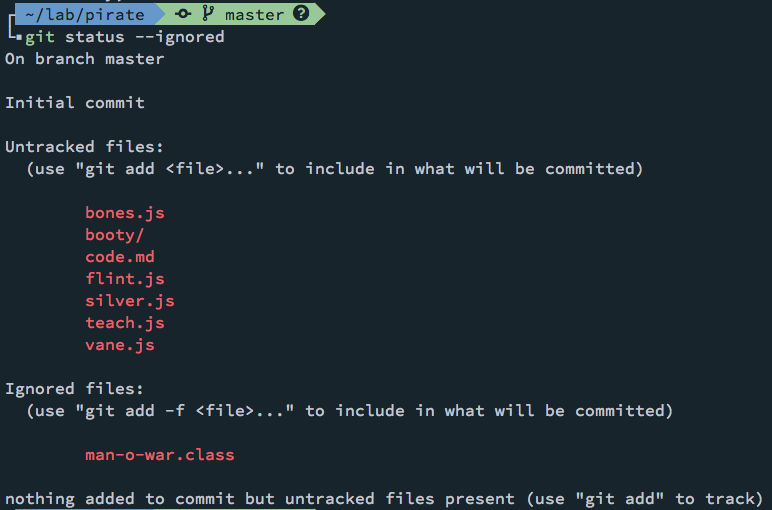 ~/lab/pirate master ?
git status --ignored
On branch master
Initial commit
Untracked files:
(use "git add <file>..." to include in what will be committed)
bones.js
booty/
code.md
flint.js
silver.js
teach.js
vane.js
Ignored files:
(use "git add -f <file>..." to include in what will be committed)
man-o-war.class
nothing added to commit but untracked files present (use "git add" to track)